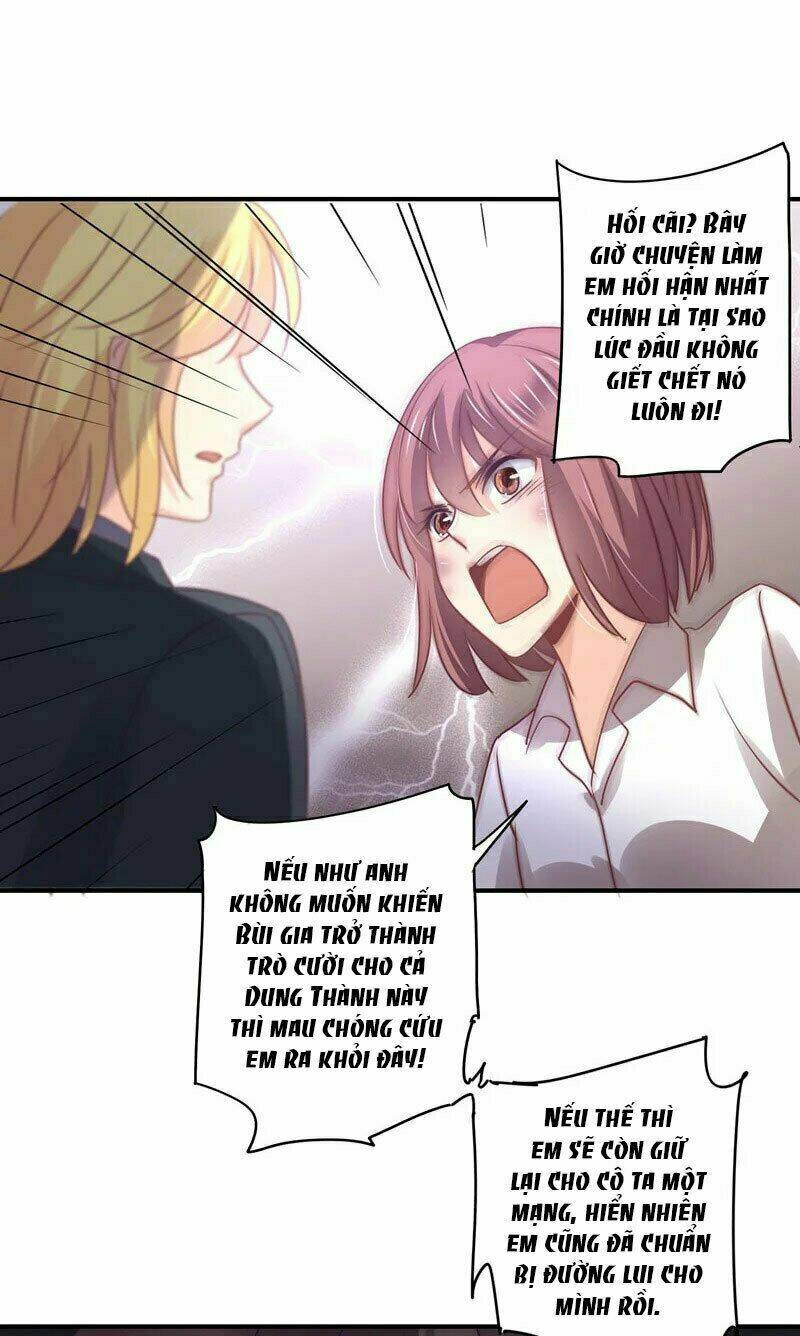 HỐI CÃI? BÂY
GIỜ CHUYỆN LÀM
EM HỐI HẬN NHẤT
CHÍNH LÀ TẠI SAO
LÚC ĐẦU KHÔNG
GIẾT CHẾT NÓ
LUÔN ĐI!
NẾU NHƯ ANH
KHÔNG MUỐN KHIẾN
BÙI GIA TRỞ THÀNH
TRÒ CƯỜI CHO CẢ
DUNG THÀNH NÀY
THÌ MAU CHÓNG CỨU
EM RA KHỎI ĐÂY!
NẾU THẾ THÌ
EM SẼ CÒN GIỮ
LẠI CHO CÔ TA MỘT
MẠNG, HIỂN NHIÊN
EM CŨNG ĐÃ CHUẨN
BỊ ĐƯỜNG LUI CHO
MÌNH RỒI.